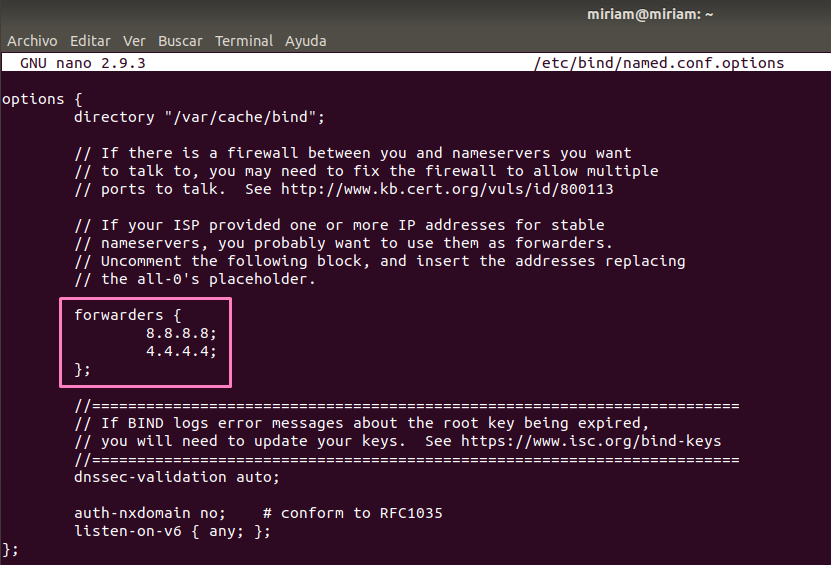 miriam@miriam: ~
Archivo Editar Ver Buscar Terminal Ayuda
GNU nano 2.9.3 /etc/bind/named.conf.options
options {
directory "/var/cache/bind";
// If there is a firewall between you and nameservers you want
// to talk to, you may need to fix the firewall to allow multiple
// ports to talk.  See http://www.kb.cert.org/vuls/id/800113
// If your ISP provided one or more IP addresses for stable
// nameservers, you probably want to use them as forwarders.
// Uncomment the following block, and insert the addresses replacing
// the all-0's placeholder.
forwarders {
8.8.8.8;
4.4.4.4;
};
//========================================================================
// If BIND logs error messages about the root key being expired,
// you will need to update your keys.  See https://www.isc.org/bind-keys
//========================================================================
dnssec-validation auto;
auth-nxdomain no;    # conform to RFC1035
listen-on-v6 { any; };
};